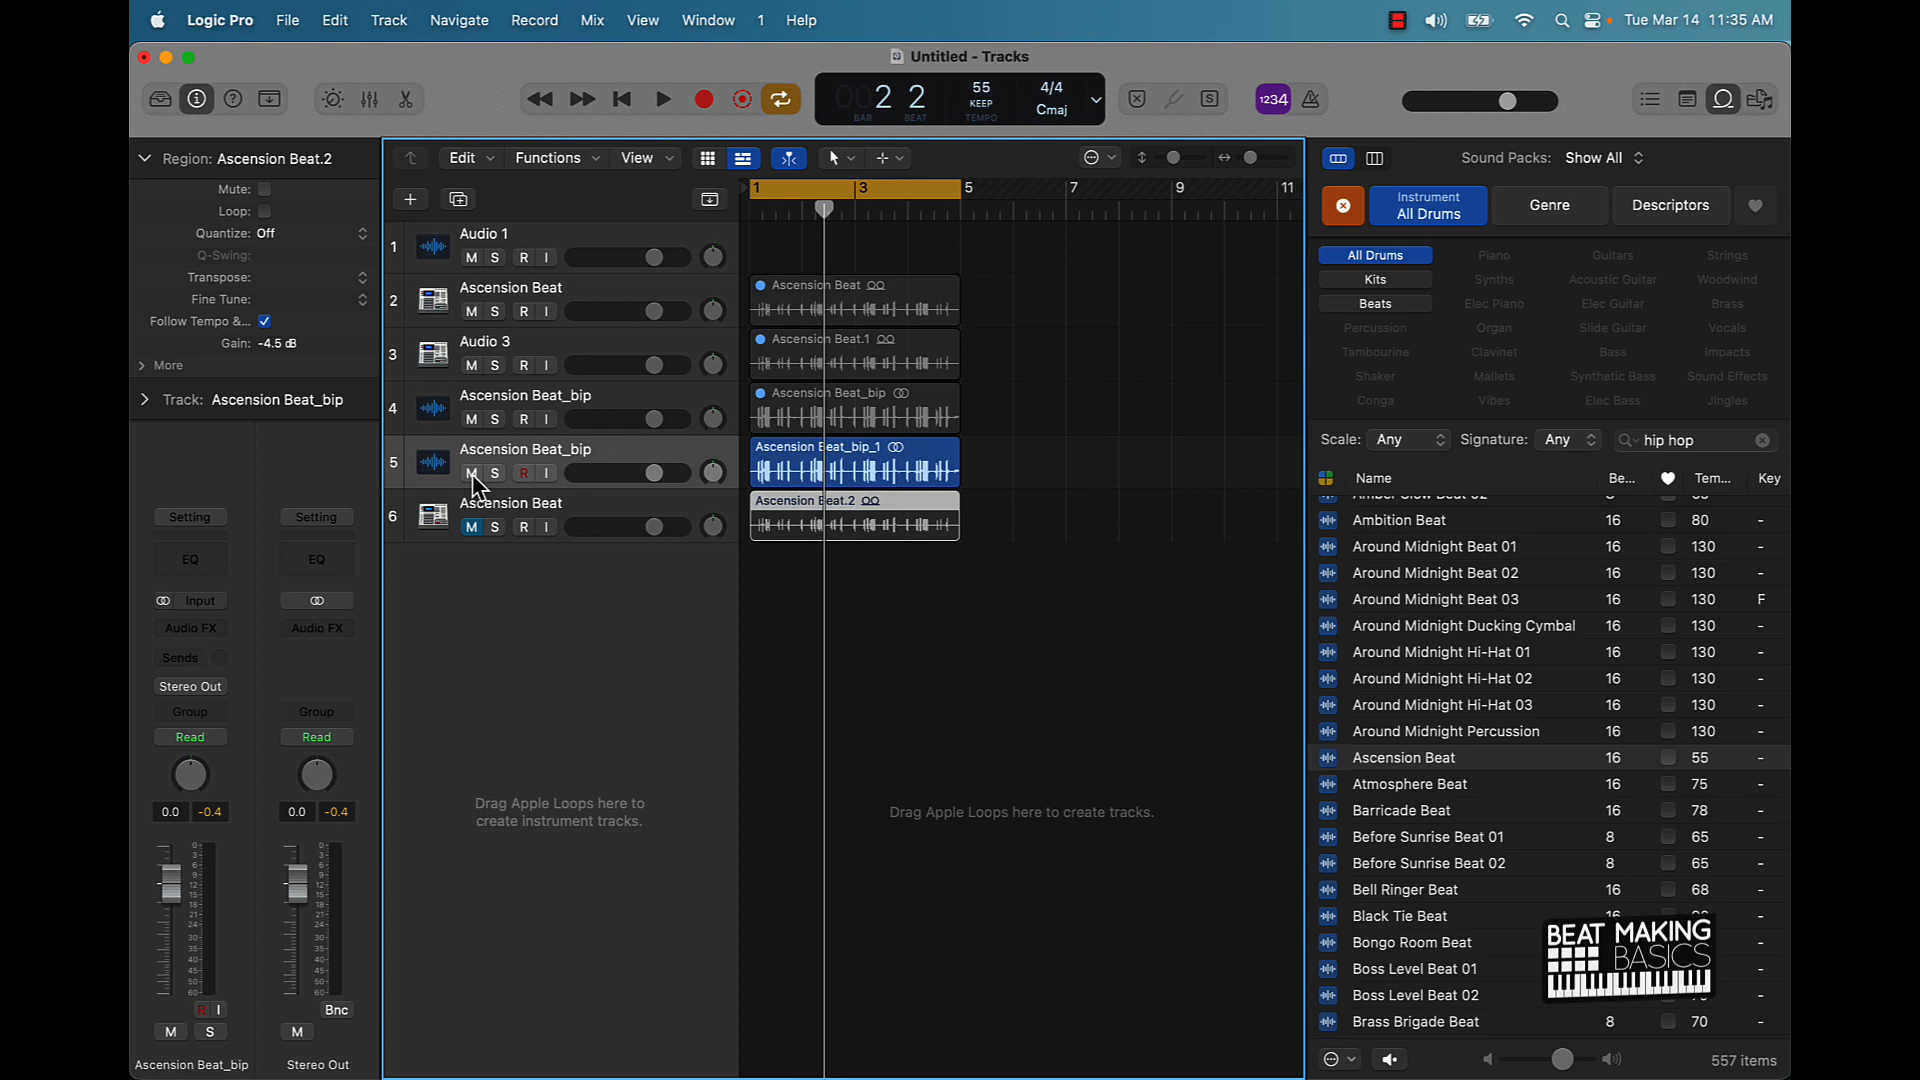 Logic Pro File Edit Track Navigate Record Mix View Window 1 Help Tue Mar 14 11:35 AM
Untitled - Tracks
002 2 55 4/4
KEEP Cmaj
BAR BEAT TEMPO
1234
Region: Ascension Beat.2
Mute:
Loop:
Quantize: Off
Q-Swing:
Transpose:
Fine Tune:
Follow Tempo &...
Gain: -4.5 dB
More
Track: Ascension Beat_bip
Setting Setting
EQ EQ
Input
Audio FX Audio FX
Sends
Stereo Out
Group Group
Read Read
0.0 -0.4 0.0 -0.4
R I Bnc
M S M
Ascension Beat_bip Stereo Out
Edit Functions View
1 3 5 7 9 11
1 Audio 1
M S R I
2 Ascension Beat
M S R I
3 Audio 3
M S R I
4 Ascension Beat_bip
M S R I
5 Ascension Beat_bip
M S R I
6 Ascension Beat
M S R I
Ascension Beat
Ascension Beat.1
Ascension Beat_bip
Ascension Beat_bip_1
Ascension Beat.2
Drag Apple Loops here to
create instrument tracks.
Drag Apple Loops here to create tracks.
Sound Packs: Show All
Instrument
All Drums Genre Descriptors
All Drums Piano Guitars Strings
Kits Synths Acoustic Guitar Woodwind
Beats Elec Piano Elec Guitar Brass
Percussion Organ Slide Guitar Vocals
Tambourine Clavinet Bass Impacts
Shaker Mallets Synthetic Bass Sound Effects
Conga Vibes Elec Bass Jingles
Scale: Any Signature: Any hip hop
Name Be... Tem... Key
Ambition Beat 16 80 -
Around Midnight Beat 01 16 130 -
Around Midnight Beat 02 16 130 -
Around Midnight Beat 03 16 130 F
Around Midnight Ducking Cymbal 16 130 -
Around Midnight Hi-Hat 01 16 130 -
Around Midnight Hi-Hat 02 16 130 -
Around Midnight Hi-Hat 03 16 130 -
Around Midnight Percussion 16 130 -
Ascension Beat 16 55 -
Atmosphere Beat 16 75 -
Barricade Beat 16 78 -
Before Sunrise Beat 01 8 65 -
Before Sunrise Beat 02 8 65 -
Bell Ringer Beat 16 68 -
Black Tie Beat 16 -
Bongo Room Beat -
Boss Level Beat 01 -
Boss Level Beat 02 -
Brass Brigade Beat 8 70 -
557 items
BEAT MAKING
BASICS